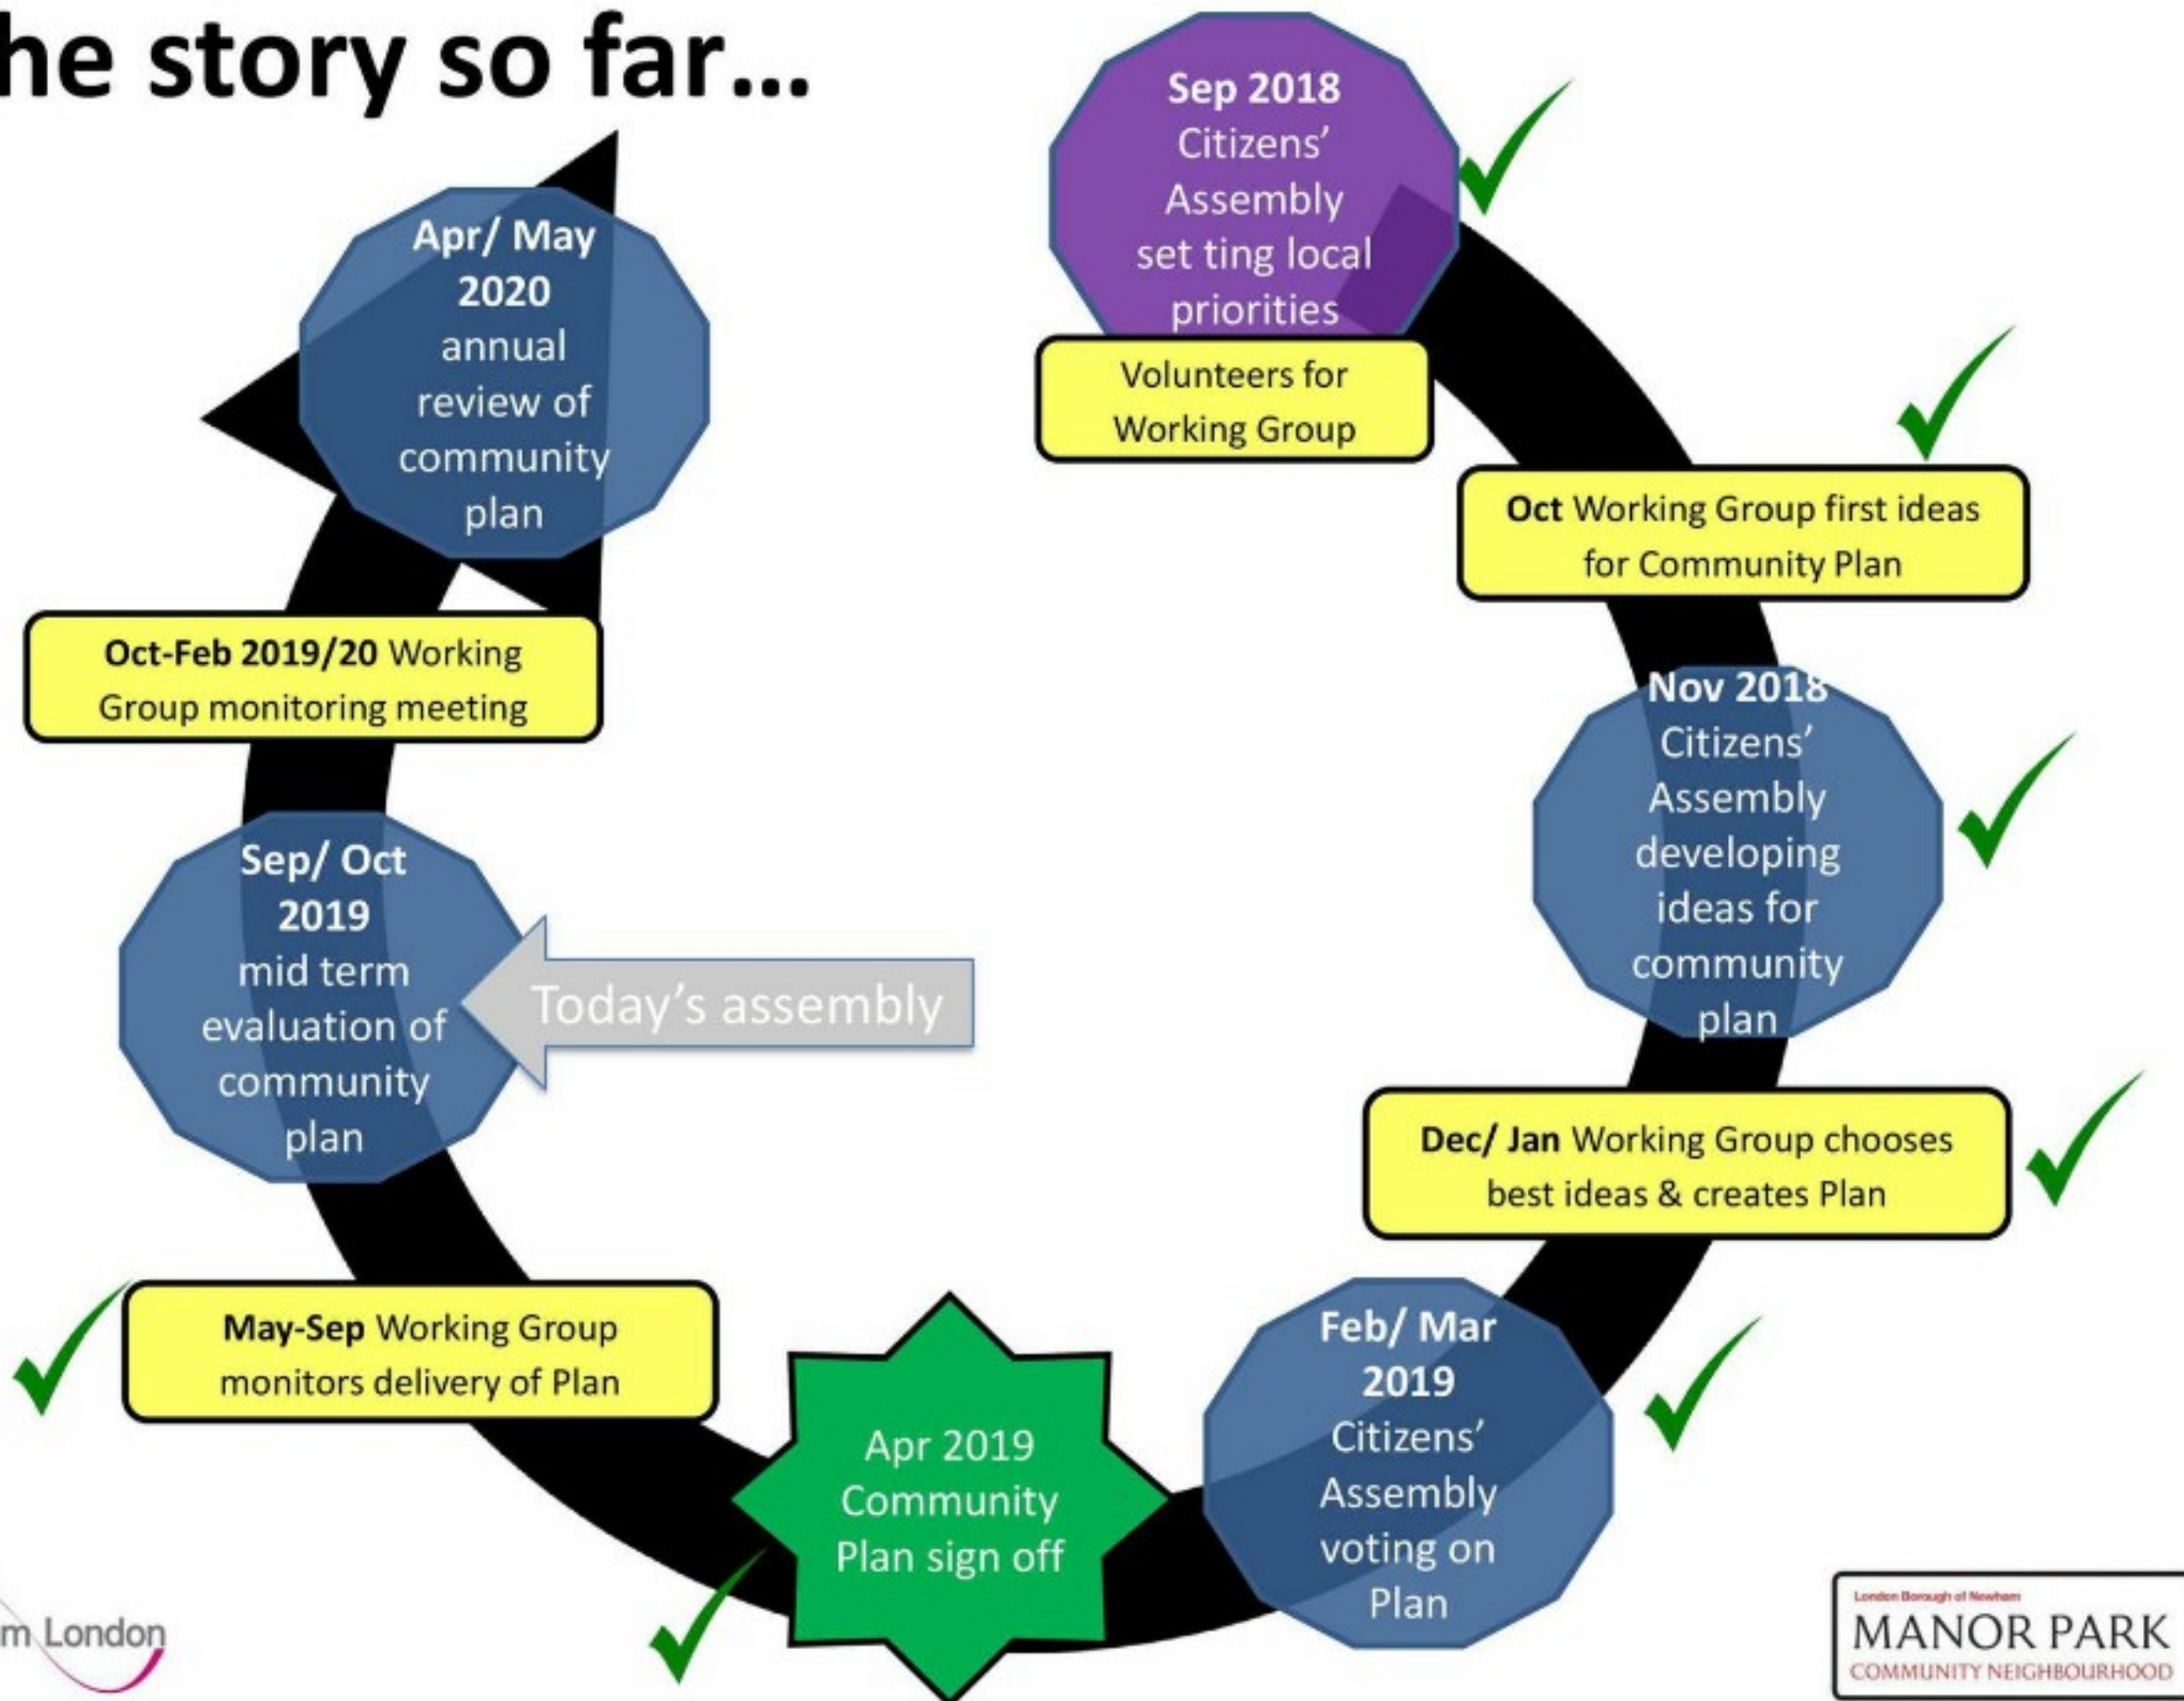 he story so far...
Sep 2018
Citizens’
Assembly
set ting local
priorities
Volunteers for
Working Group
Oct Working Group first ideas
for Community Plan
Nov 2018
Citizens’
Assembly
developing
ideas for
community
plan
Dec/ Jan Working Group chooses
best ideas & creates Plan
Feb/ Mar
2019
Citizens’
Assembly
voting on
Plan
Apr 2019
Community
Plan sign off
May-Sep Working Group
monitors delivery of Plan
Sep/ Oct
2019
mid term
evaluation of
community
plan
Today’s assembly
Oct-Feb 2019/20 Working
Group monitoring meeting
Apr/ May
2020
annual
review of
community
plan
m London
London Borough of Newham
MANOR PARK
COMMUNITY NEIGHBOURHOOD